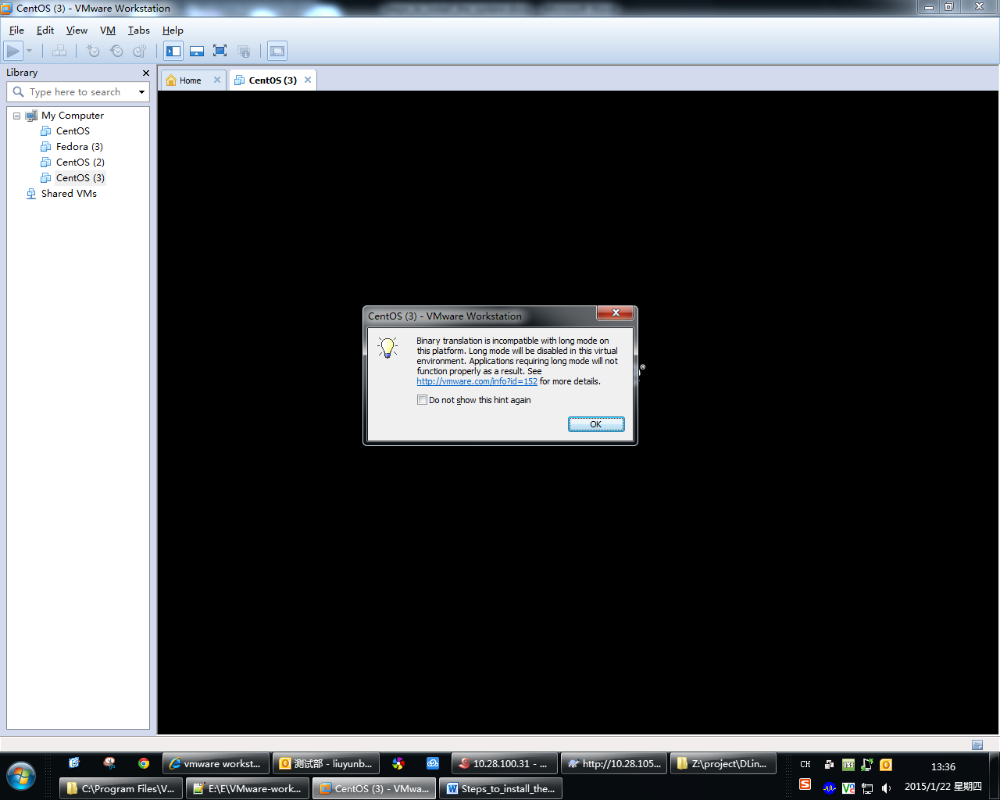 CentOS (3) - VMware Workstation
File Edit View VM Tabs Help
Library
Type here to search
My Computer
CentOS
Fedora (3)
CentOS (2)
CentOS (3)
Shared VMs
Home
CentOS (3)
CentOS (3) - VMware Workstation
Binary translation is incompatible with long mode on
this platform. Long mode will be disabled in this virtual
environment. Applications requiring long mode will not
function properly as a result. See
http://vmware.com/info?id=152 for more details.
Do not show this hint again
OK
®
vmware workst...
测试部 - liuyunb...
10.28.100.31 - ...
http://10.28.105...
Z:\project\DLin...
CH
13:36
C:\Program Files\V...
E:\E\VMware-work...
CentOS (3) - VMwa...
Steps_to_install_the...
2015/1/22 星期四